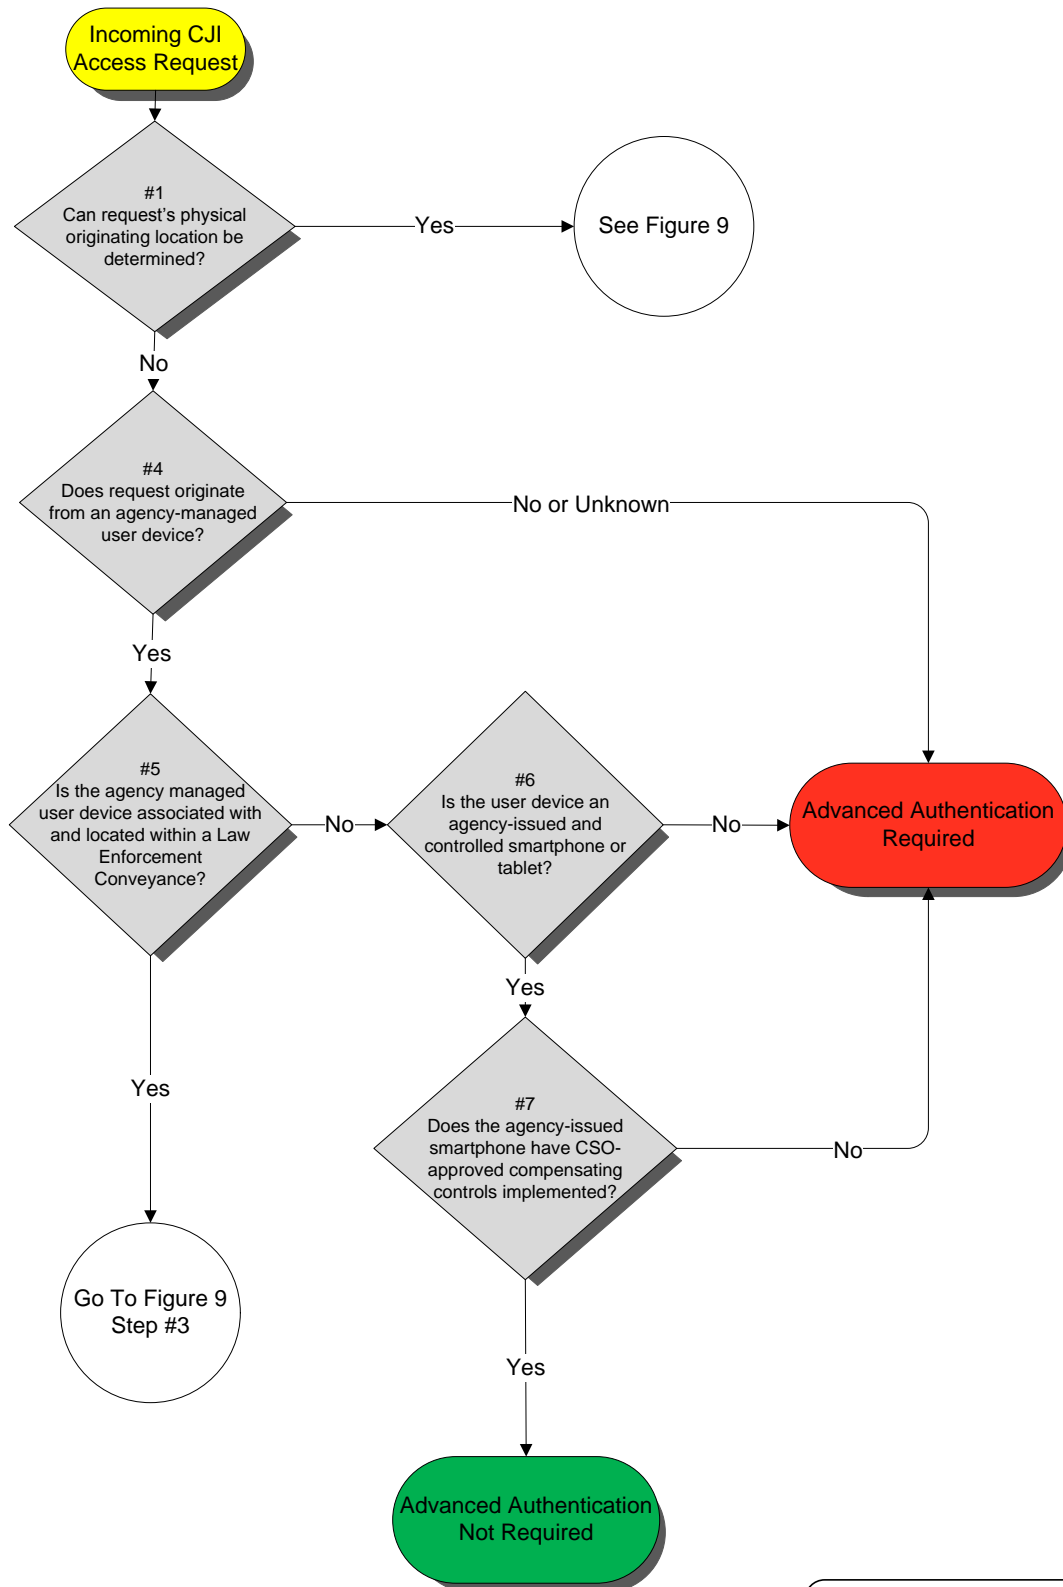 Incoming CJI
Access Request
#1
Can request's physical
originating location be
determined?
Yes
See Figure 9
No
#4
Does request originate
from an agency-managed
user device?
No or Unknown
Yes
#5
Is the agency managed
user device associated with
and located within a Law
Enforcement
Conveyance?
No
#6
Is the user device an
agency-issued and
controlled smartphone or
tablet?
No
Advanced Authentication
Required
Yes
Yes
#7
Does the agency-issued
smartphone have CSO-
approved compensating
controls implemented?
No
Go To Figure 9
Step #3
Yes
Advanced Authentication
Not Required